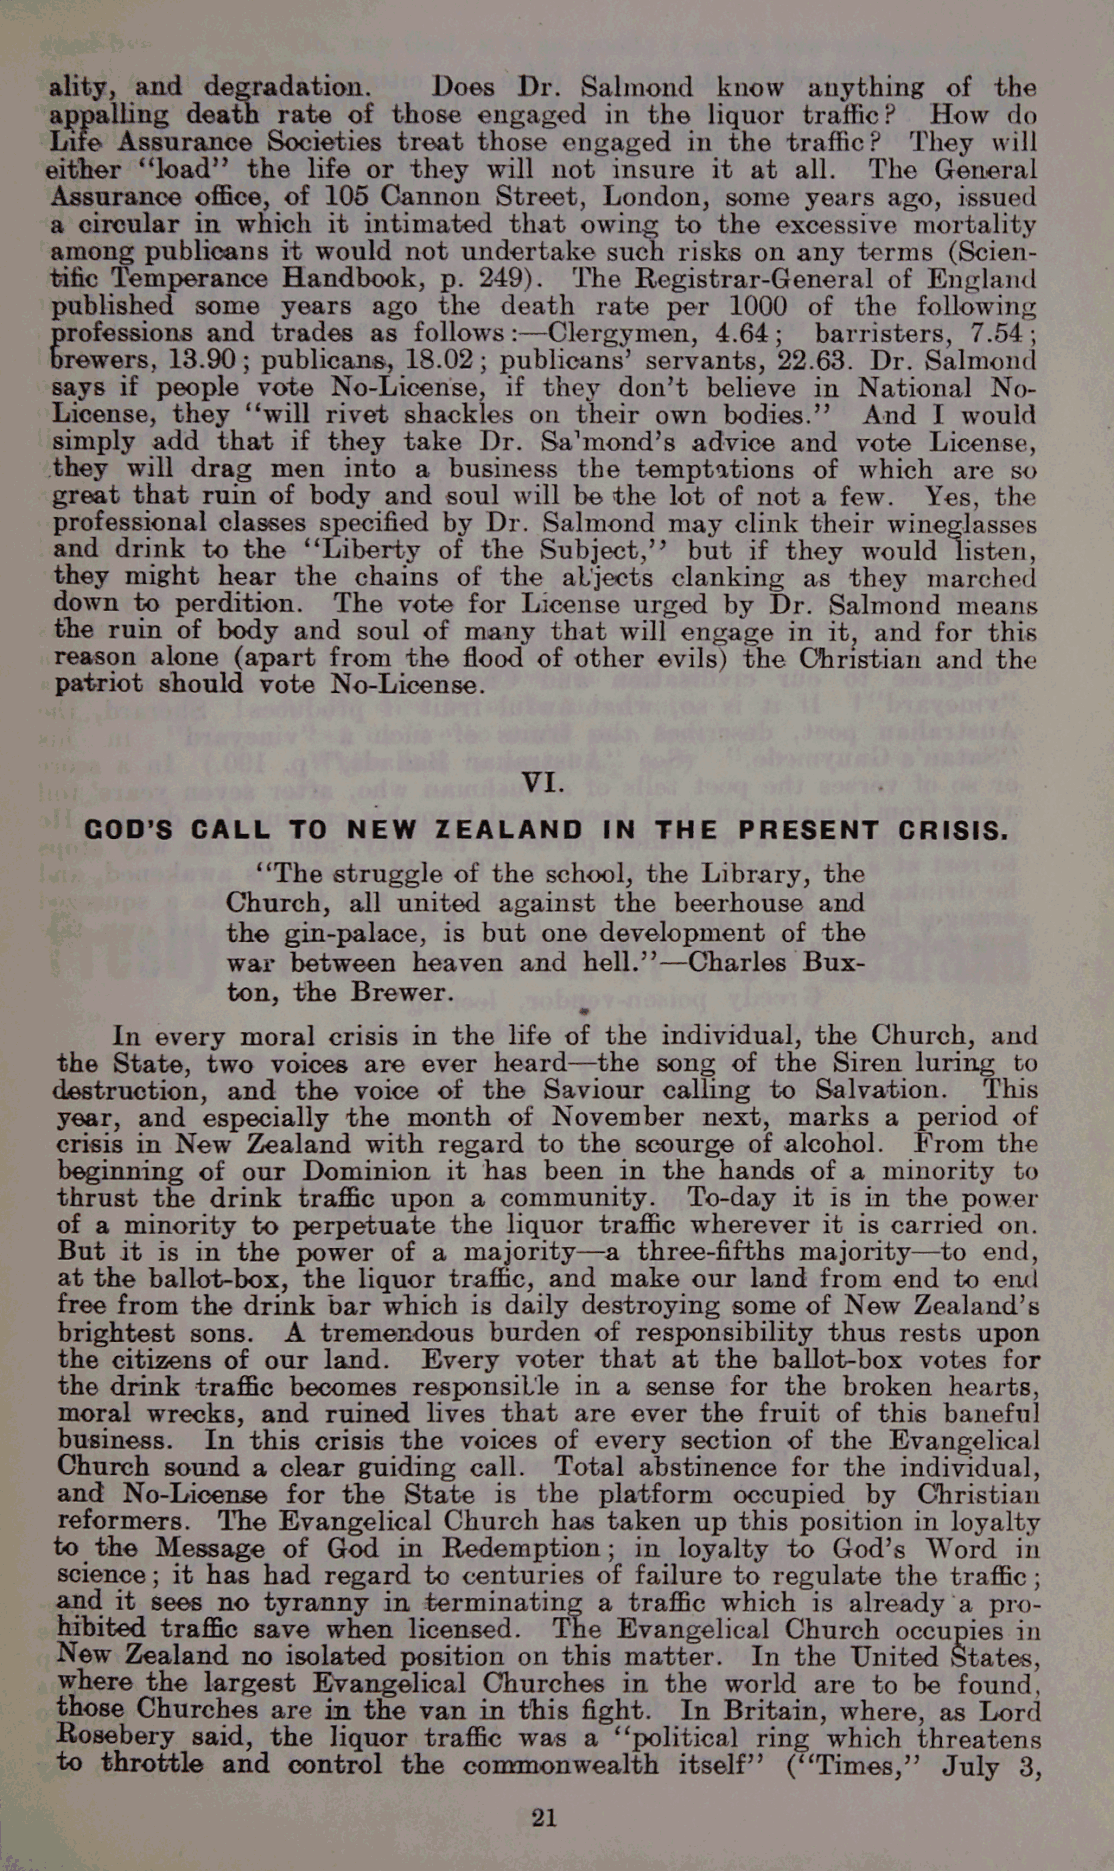 ality, and degradation. Does Dr. Salmond know anything of the
appalling death rate of those engaged in the liquor traffic? How do
Life Assurance Societies treat those engaged in the traffic? They will
either “load” the life or they will not insure it at all. The General
Assurance office, of 105 Cannon Street, London, some years ago, issued
a circular in which it intimated that owing to the excessive mortality
among publicans it would not undertake such risks on any terms (Scien-
tific Temperance Handbook, p. 249). The Registrar-General of England
published some years ago the death rate per 1000 of the following
professions and trades as follows:—Clergymen, 4.64; barristers, 7.54;
brewers, 13.90; publicans, 18.02; publicans’ servants, 22.63. Dr. Salmond
says if people vote No-License, if they don’t believe in National No-
License, they “will rivet shackles on their own bodies.” And I would
simply add that if they take Dr. Sa'mond’s advice and vote License,
they will drag men into a business the temptations of which are so
great that ruin of body and soul will be the lot of not a few. Yes, the
professional classes specified by Dr. Salmond may clink their wineglasses
and drink to the “Liberty of the Subject,” but if they would listen,
they might hear the chains of the abjects clanking as they marched
down to perdition. The vote for License urged by Dr. Salmond means
the ruin of body and soul of many that will engage in it, and for this
reason alone (apart from the flood of other evils) the Christian and the
patriot should vote No-License.
VI.
GOD’S CALL TO NEW ZEALAND IN THE PRESENT CRISIS.
“The struggle of the school, the Library, the
Church, all united against the beerhouse and
the gin-palace, is but one development of the
war between heaven and hell.”—Charles Bux-
ton, the Brewer.
In every moral crisis in the life of the individual, the Church, and
the State, two voices are ever heard—the song of the Siren luring to
destruction, and the voice of the Saviour calling to Salvation. This
year, and especially the month of November next, marks a period of
crisis in New Zealand with regard to the scourge of alcohol. From the
beginning of our Dominion it has been in the hands of a minority to
thrust the drink traffic upon a community. To-day it is in the power
of a minority to perpetuate the liquor traffic wherever it is carried on.
But it is in the power of a majority—a three-fifths majority—to end,
at the ballot-box, the liquor traffic, and make our land from end to end
free from the drink bar which is daily destroying some of New Zealand’s
brightest sons. A tremendous burden of responsibility thus rests upon
the citizens of our land. Every voter that at the ballot-box votes for
the drink traffic becomes responsible in a sense for the broken hearts,
moral wrecks, and ruined lives that are ever the fruit of this baneful
business. In this crisis the voices of every section of the Evangelical
Church sound a clear guiding call. Total abstinence for the individual,
and No-License for the State is the platform occupied by Christian
reformers. The Evangelical Church has taken up this position in loyalty
to the Message of God in Redemption; in loyalty to God’s Word in
science; it has had regard to centuries of failure to regulate the traffic;
and it sees no tyranny in terminating a traffic which is already a pro-
hibited traffic save when licensed. The Evangelical Church occupies in
New Zealand no isolated position on this matter. In the United States,
where the largest Evangelical Churches in the world are to be found,
those Churches are in the van in this fight. In Britain, where, as Lord
Rosebery said, the liquor traffic was a “political ring which threatens
to throttle and control the commonwealth itself” (“Times,” July 3,
21